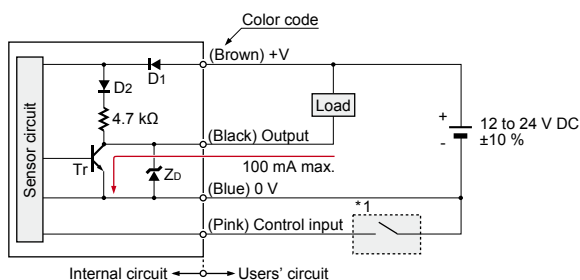 Color code
(Brown) +V
D1
D2
Load
4.7 kΩ
+
12 to 24 V DC
±10 %
-
(Black) Output
Sensor circuit
Tr
ZD
100 mA max.
(Blue) 0 V
*1
(Pink) Control input
Internal circuit
Users' circuit